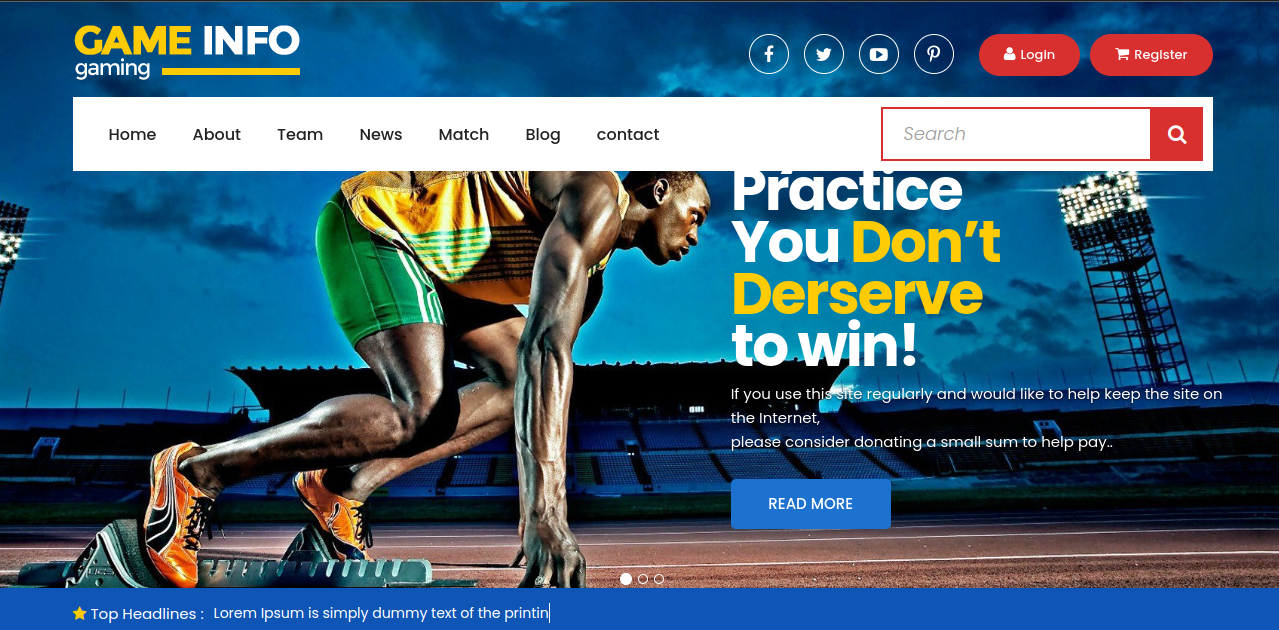 GAME INFO
gaming
LogIn
Register
Home About Team News Match Blog contact
Search
Practice
You Don't
Derserve
to win!
If you use this site regularly and would like to help keep the site on
the Internet,
please consider donating a small sum to help pay..
READ MORE
Top Headlines : Lorem Ipsum is simply dummy text of the printin